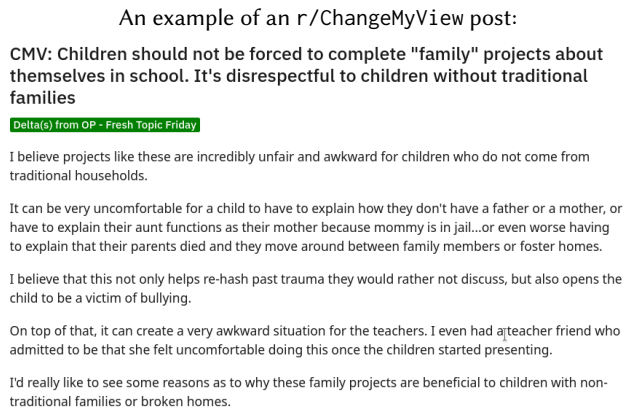 An example of an r/ChangeMyView post:
CMV: Children should not be forced to complete "family" projects about
themselves in school. It's disrespectful to children without traditional
families
Delta(s) from OP - Fresh Topic Friday
I believe projects like these are incredibly unfair and awkward for children who do not come from
traditional households.
It can be very uncomfortable for a child to have to explain how they don't have a father or a mother, or
have to explain their aunt functions as their mother because mommy is in jail...or even worse having
to explain that their parents died and they move around between family members or foster homes.
I believe that this not only helps re-hash past trauma they would rather not discuss, but also opens the
child to be a victim of bullying.
On top of that, it can create a very awkward situation for the teachers. I even had a teacher friend who
admitted to be that she felt uncomfortable doing this once the children started presenting.
I'd really like to see some reasons as to why these family projects are beneficial to children with non-
traditional families or broken homes.